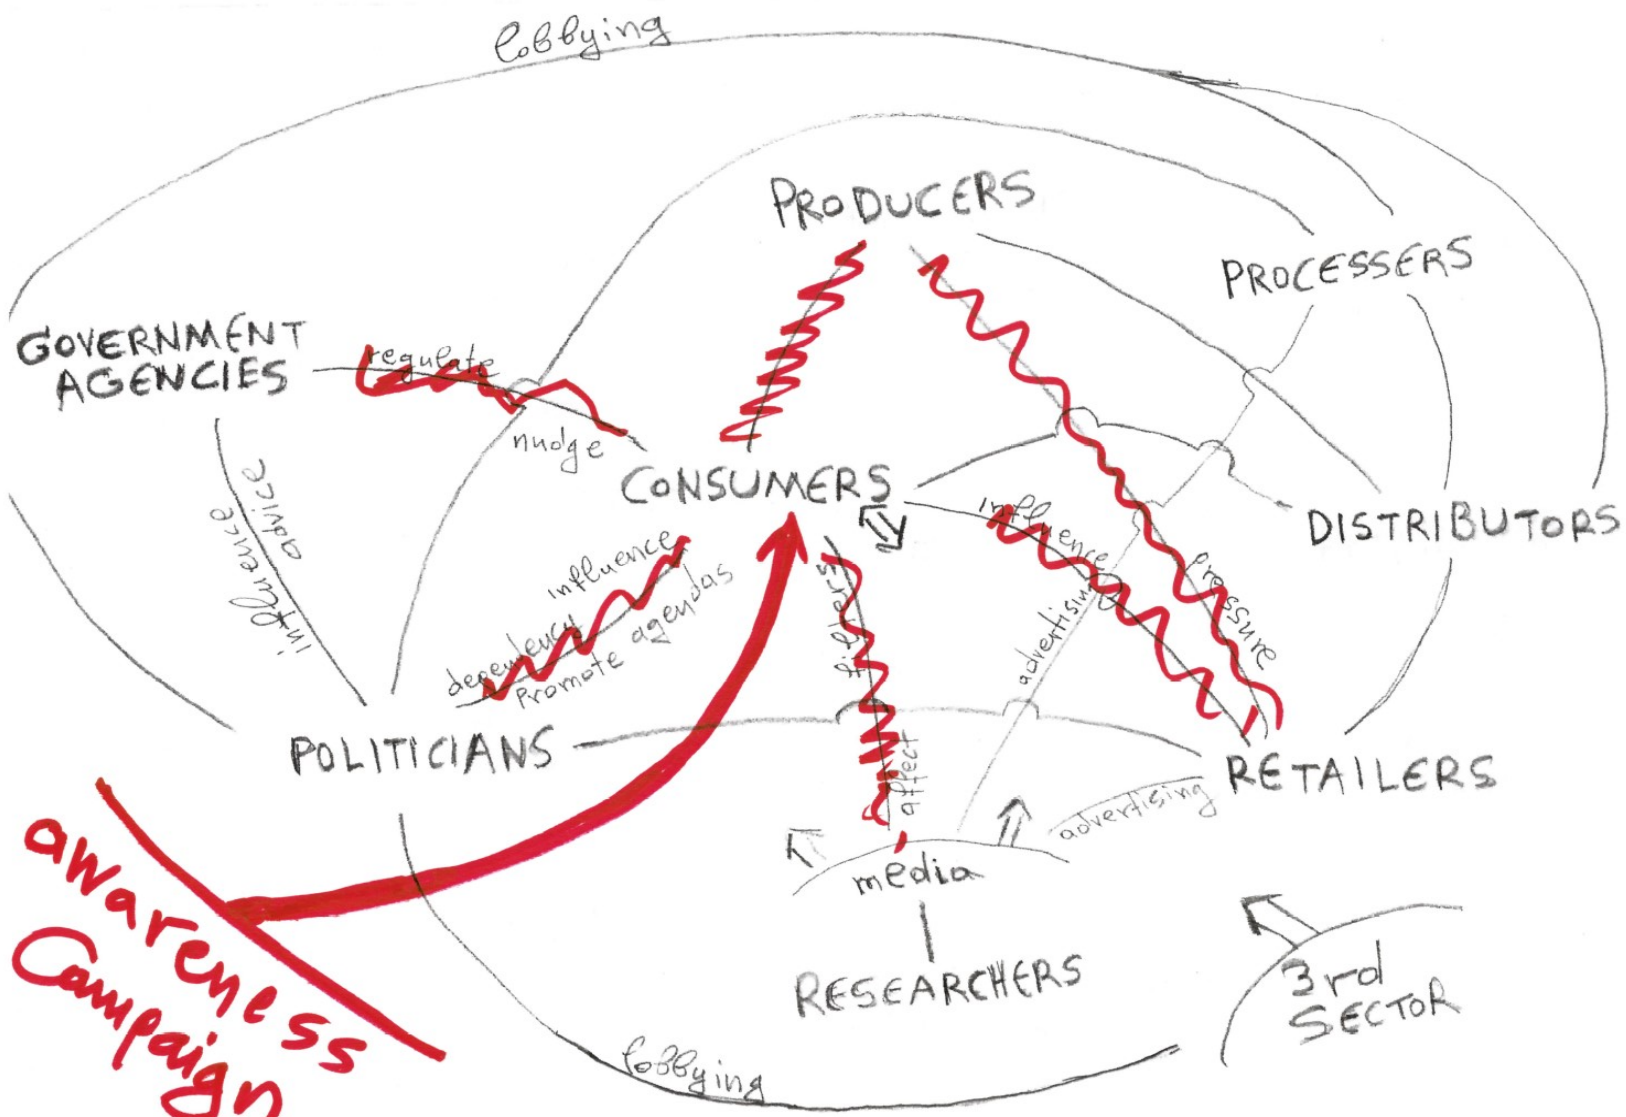 lobbying
PRODUCERS
PROCESSERS
GOVERNMENT
AGENCIES
regulate
nudge
CONSUMERS
DISTRIBUTORS
influence
advice
influence
dependency
Promote agendas
fillers
affect
influence
advertising
pressure
POLITICIANS
RETAILERS
advertising
media
awareness
Campaign
RESEARCHERS
3rd
SECTOR
lobbying